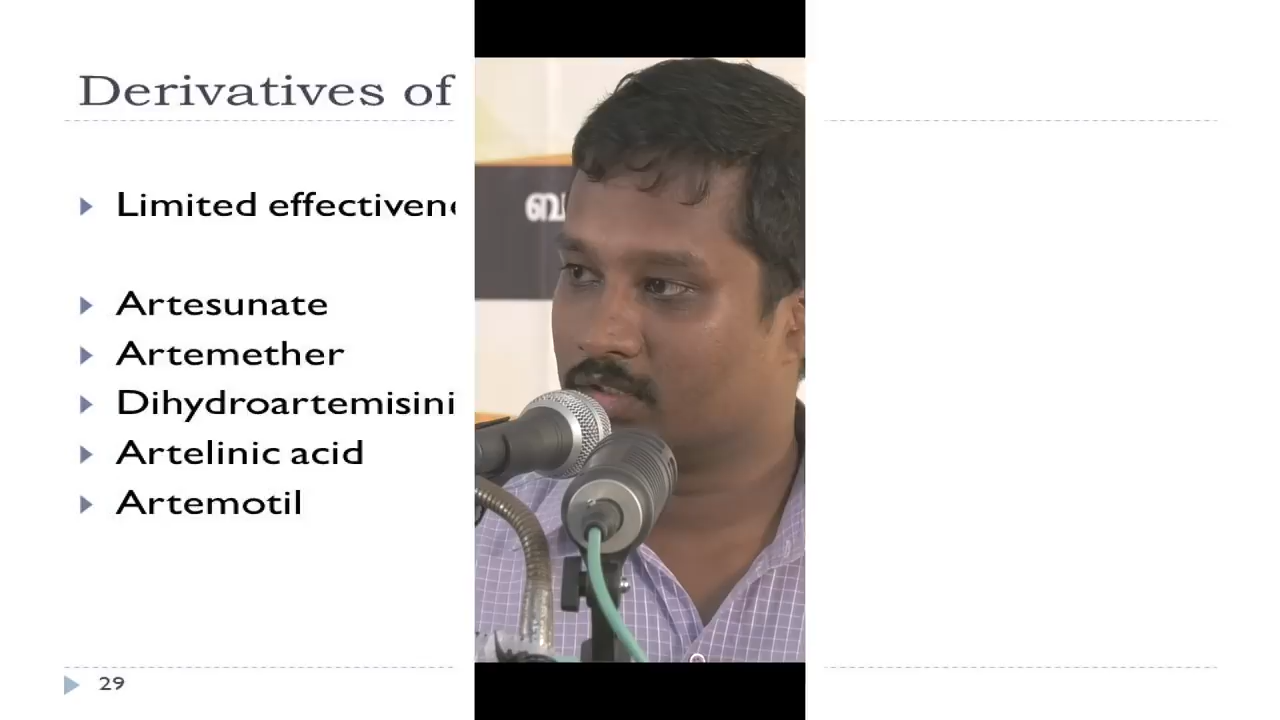 Derivatives of
Limited effectiven
Artesunate
Artemether
Dihydroartemisini
Artelinic acid
Artemotil
29